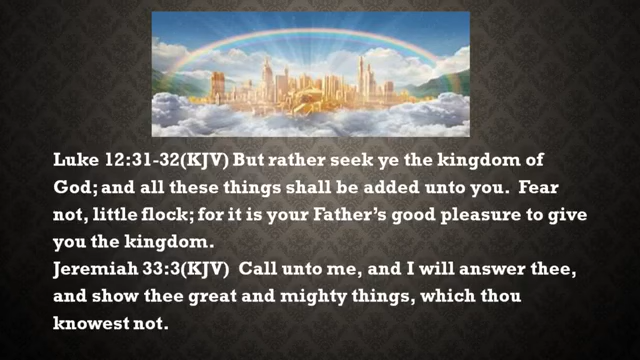 Luke 12:31-32(KJV) But rather seek ye the kingdom of
God; and all these things shall be added unto you.  Fear
not, little flock; for it is your Father’s good pleasure to give
you the kingdom.
Jeremiah 33:3(KJV)  Call unto me, and I will answer thee,
and show thee great and mighty things, which thou
knowest not.